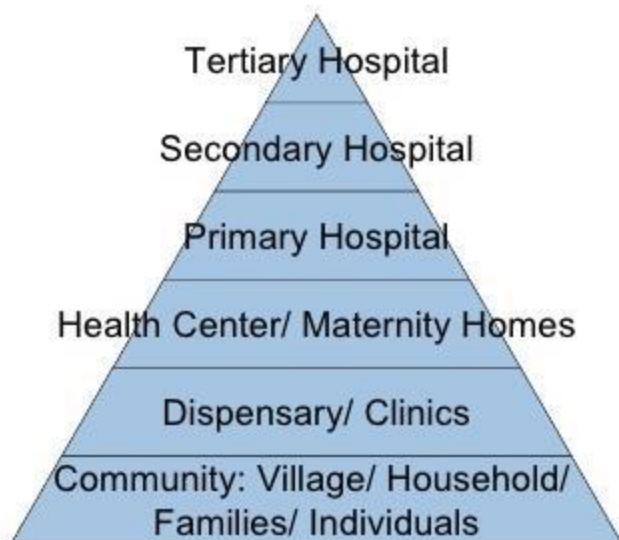 Tertiary Hospital
Secondary Hospital
Primary Hospital
Health Center/ Maternity Homes
Dispensary/ Clinics
Community: Village/ Household/
Families/ Individuals